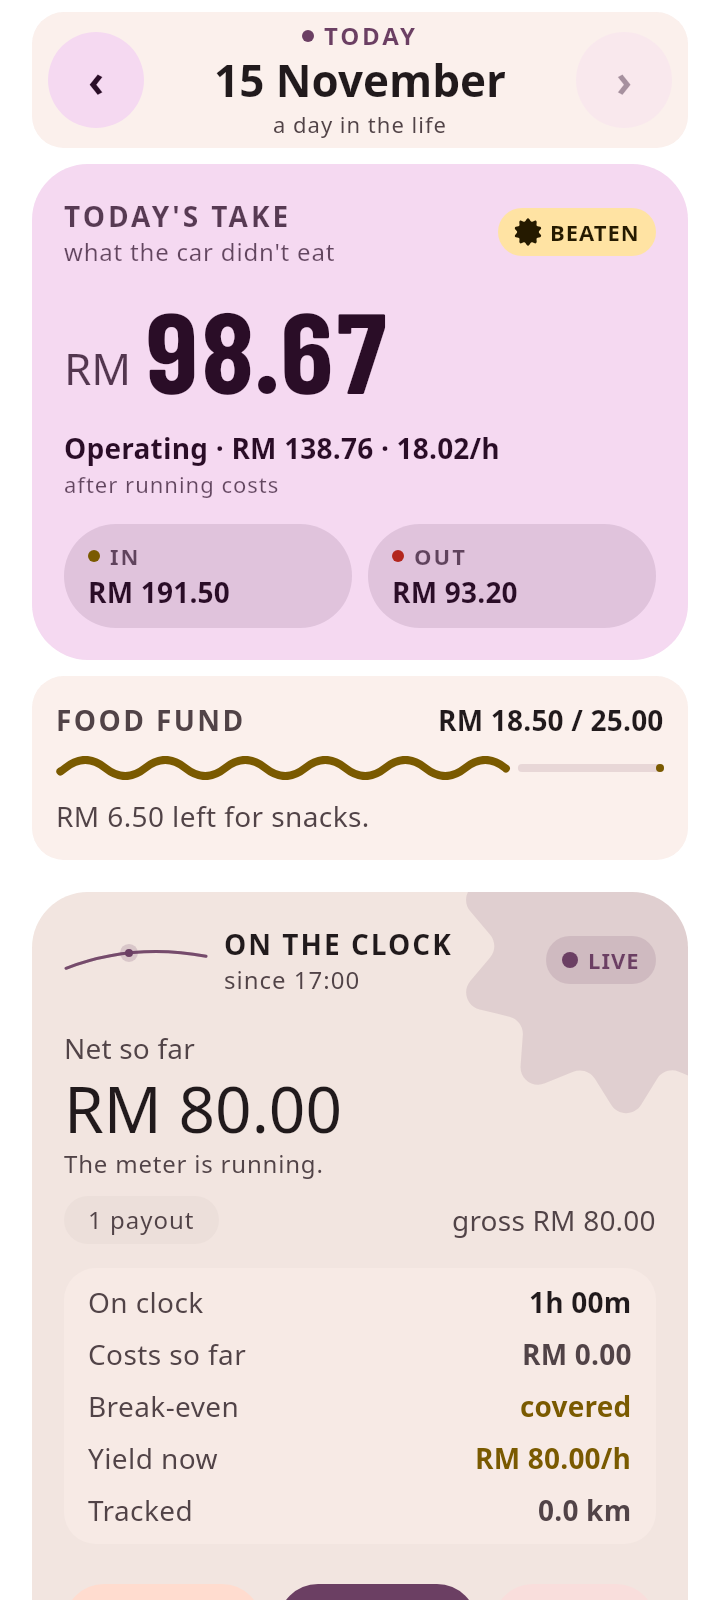 TODAY
‹ 15 November ›
a day in the life
TODAY'S TAKE
what the car didn't eat
BEATEN
RM 98.67
Operating · RM 138.76 · 18.02/h
after running costs
IN
RM 191.50
OUT
RM 93.20
FOOD FUND
RM 18.50 / 25.00
RM 6.50 left for snacks.
ON THE CLOCK
since 17:00
LIVE
Net so far
RM 80.00
The meter is running.
1 payout
gross RM 80.00
On clock 1h 00m
Costs so far RM 0.00
Break-even covered
Yield now RM 80.00/h
Tracked 0.0 km